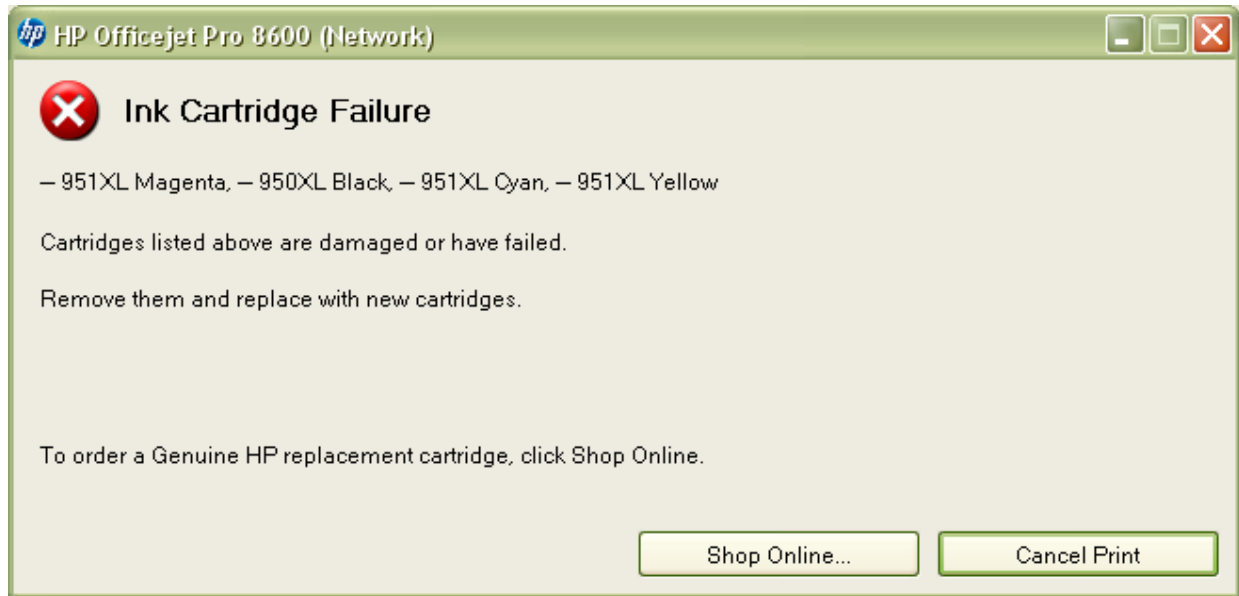 hp HP Officejet Pro 8600 (Network)
Ink Cartridge Failure
– 951XL Magenta, – 950XL Black, – 951XL Cyan, – 951XL Yellow
Cartridges listed above are damaged or have failed.
Remove them and replace with new cartridges.
To order a Genuine HP replacement cartridge, click Shop Online.
Shop Online... Cancel Print